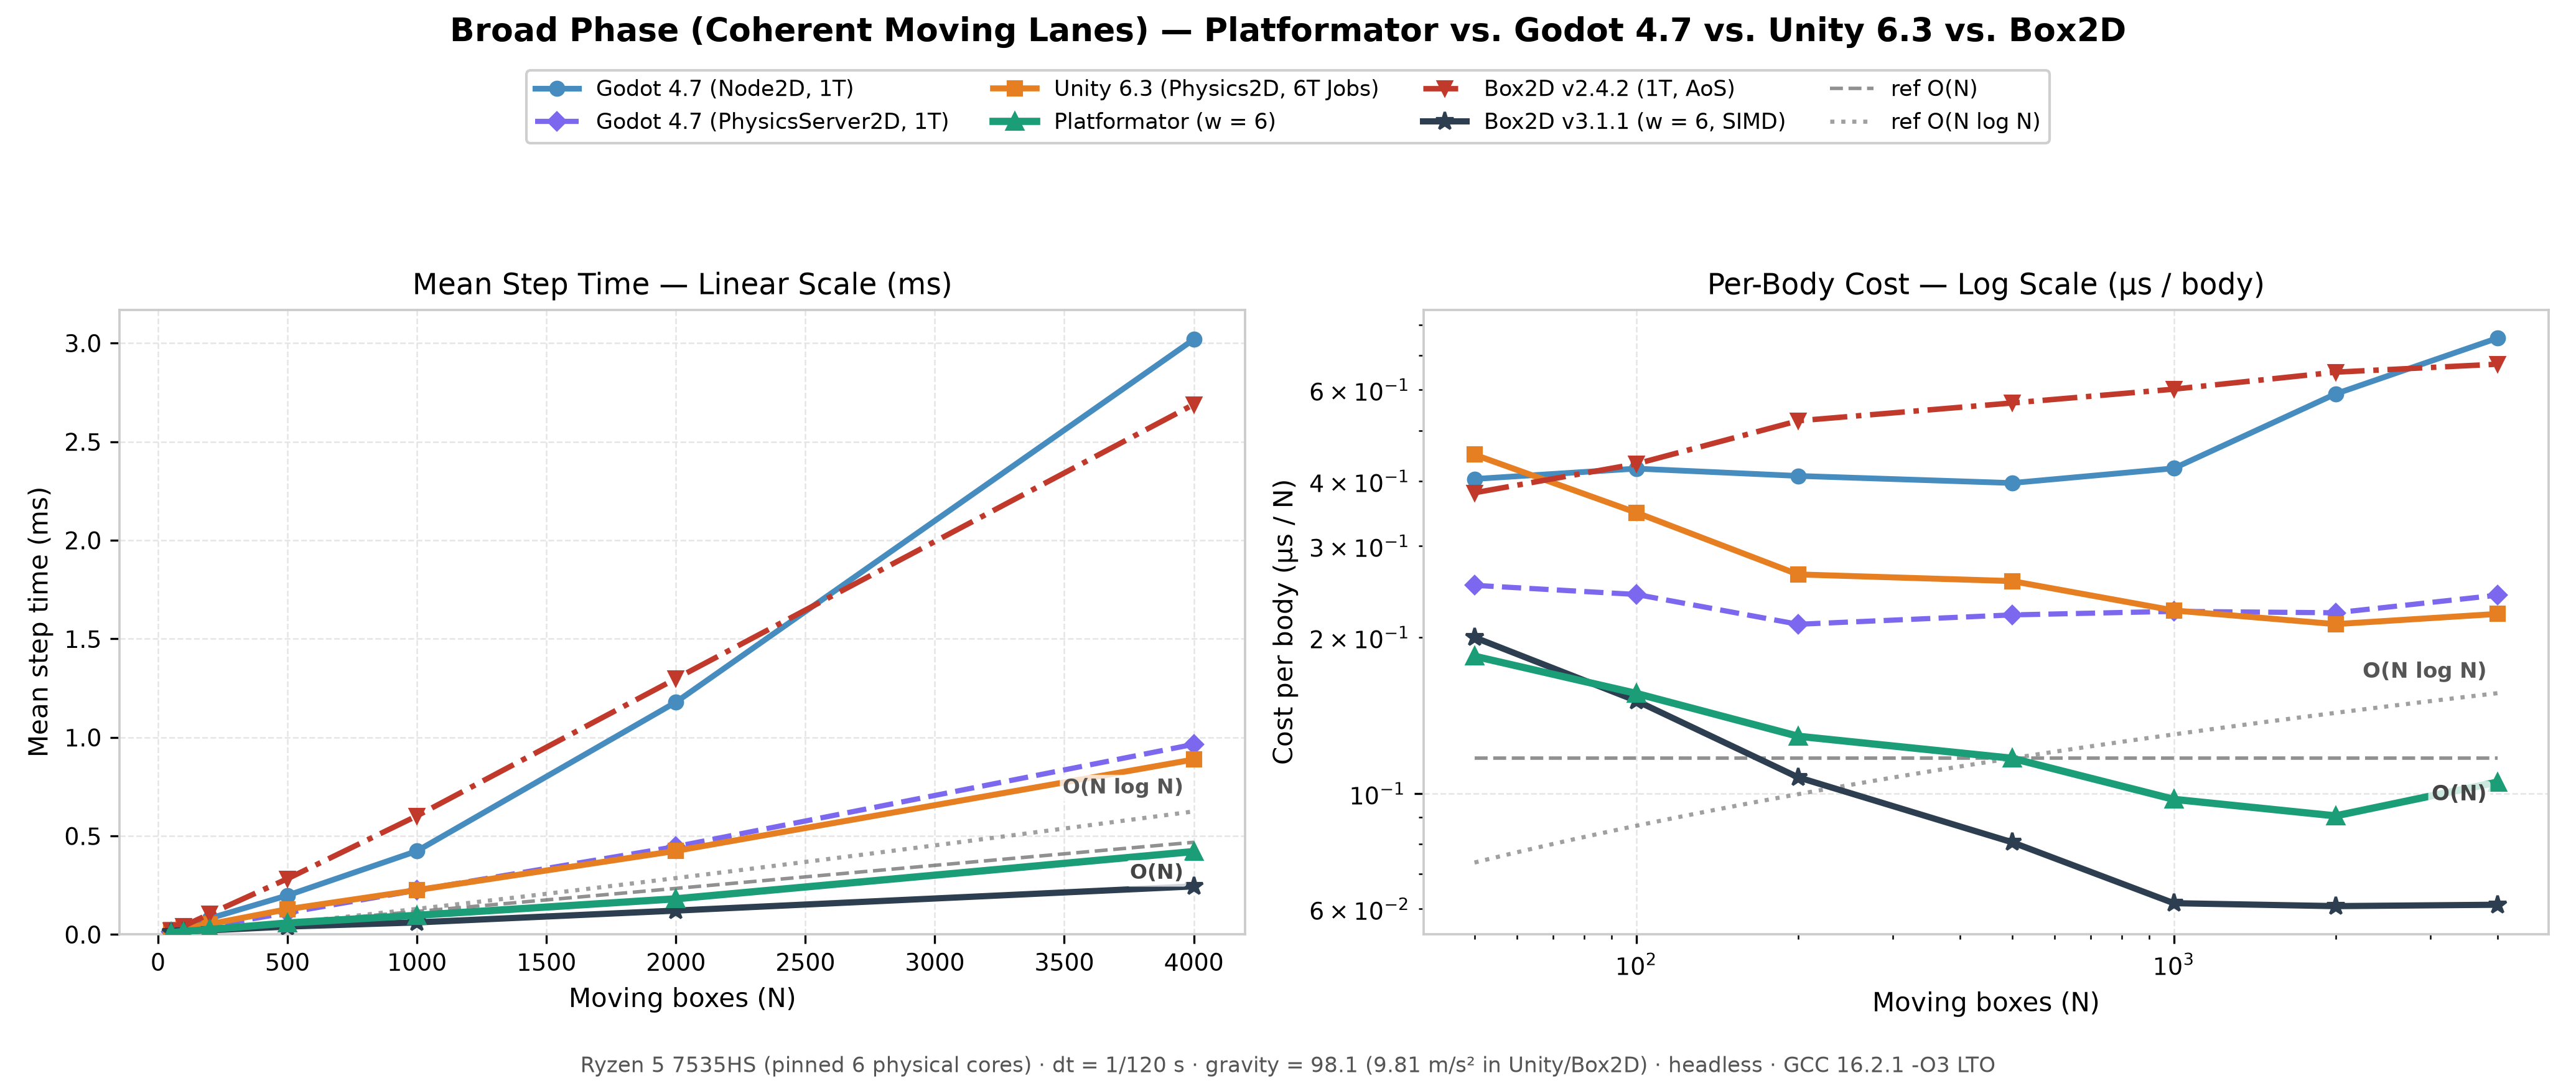 Broad Phase (Coherent Moving Lanes) — Platformator vs. Godot 4.7 vs. Unity 6.3 vs. Box2D
Godot 4.7 (Node2D, 1T)
Godot 4.7 (PhysicsServer2D, 1T)
Unity 6.3 (Physics2D, 6T Jobs)
Platformator (w = 6)
Box2D v2.4.2 (1T, AoS)
Box2D v3.1.1 (w = 6, SIMD)
ref O(N)
ref O(N log N)
Mean Step Time — Linear Scale (ms)
Mean step time (ms)
3.0
2.5
2.0
1.5
1.0
0.5
0.0
O(N log N)
O(N)
0 500 1000 1500 2000 2500 3000 3500 4000
Moving boxes (N)
Per-Body Cost — Log Scale (µs / body)
Cost per body (µs / N)
6 × 10⁻¹
4 × 10⁻¹
3 × 10⁻¹
2 × 10⁻¹
10⁻¹
6 × 10⁻²
O(N log N)
O(N)
10² 10³
Moving boxes (N)
Ryzen 5 7535HS (pinned 6 physical cores) · dt = 1/120 s · gravity = 98.1 (9.81 m/s² in Unity/Box2D) · headless · GCC 16.2.1 -O3 LTO